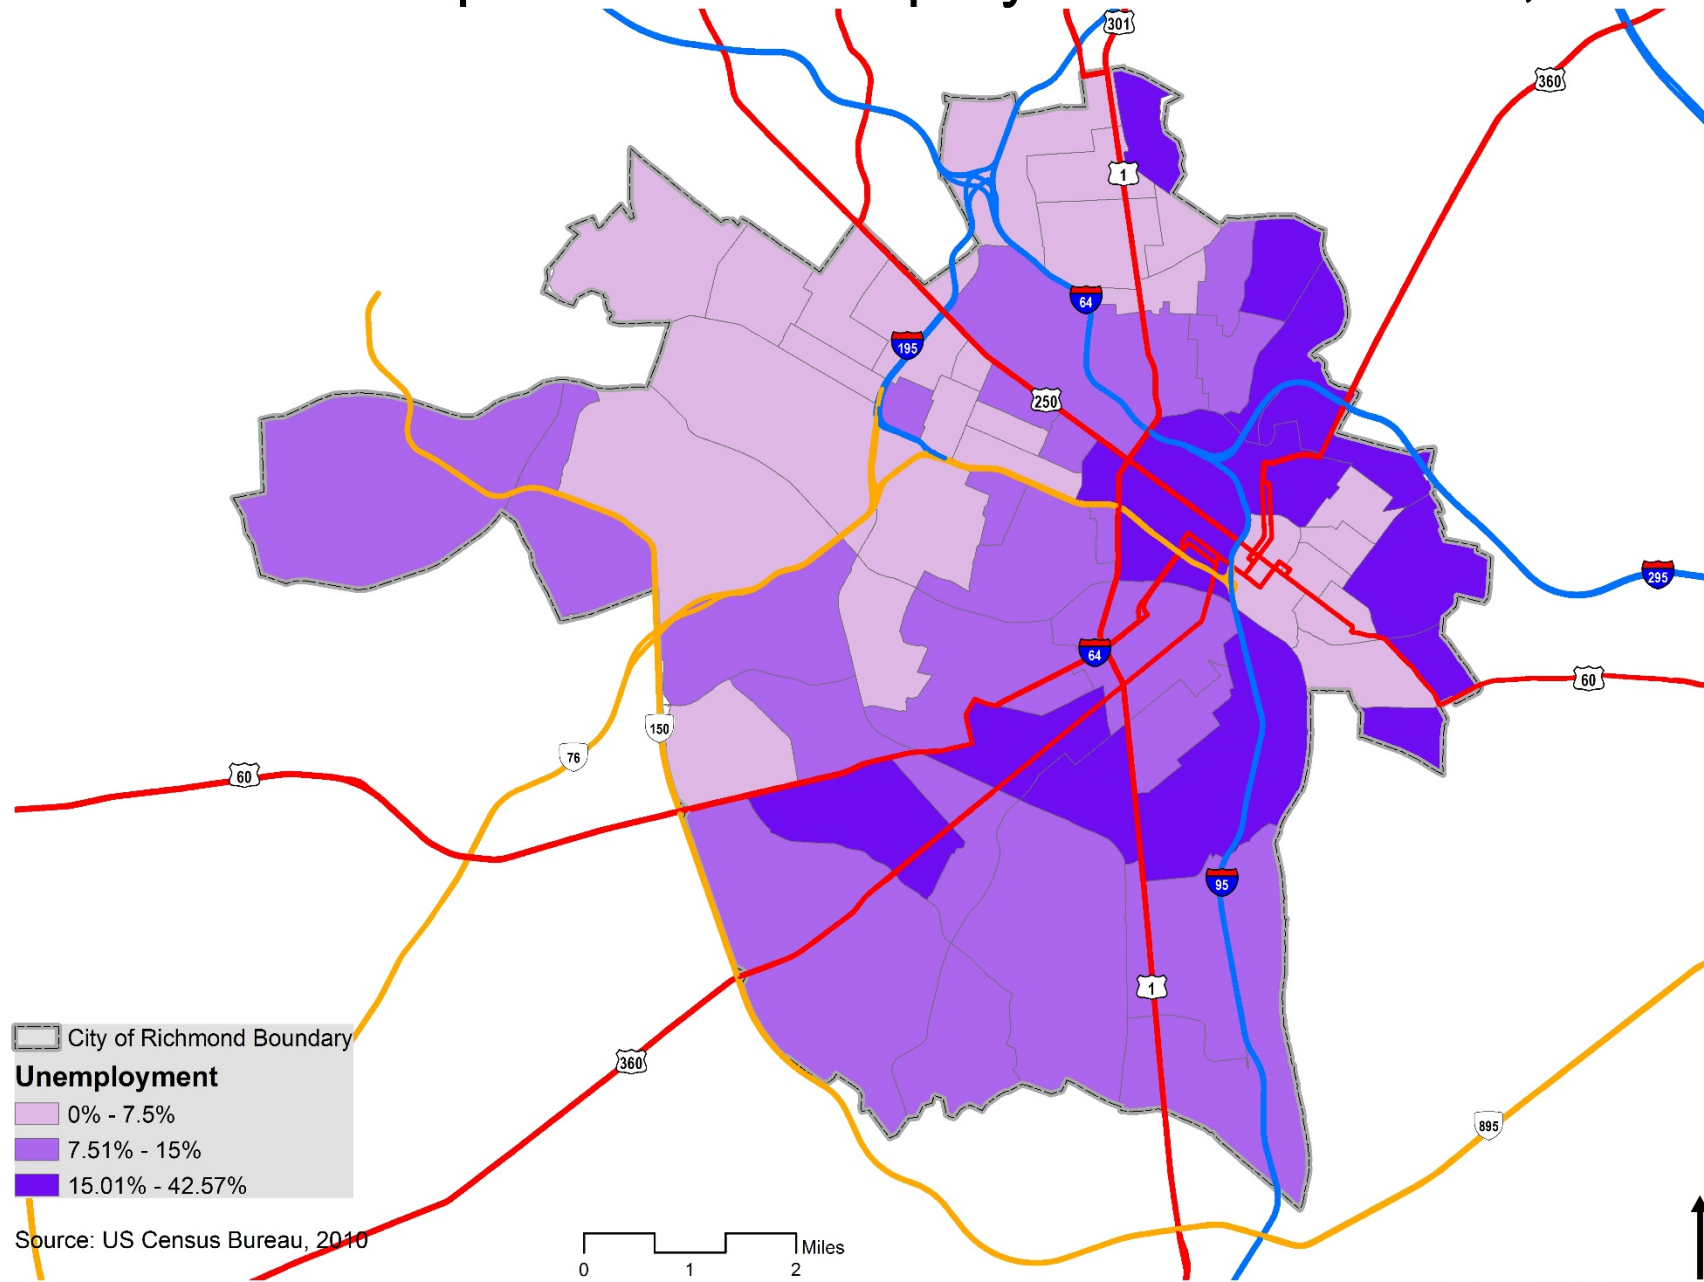 301
360
1
64
195
250
295
64
60
150
76
60
95
1
360
895
City of Richmond Boundary
Unemployment
0% - 7.5%
7.51% - 15%
15.01% - 42.57%
Source: US Census Bureau, 2010
Miles
0 1 2